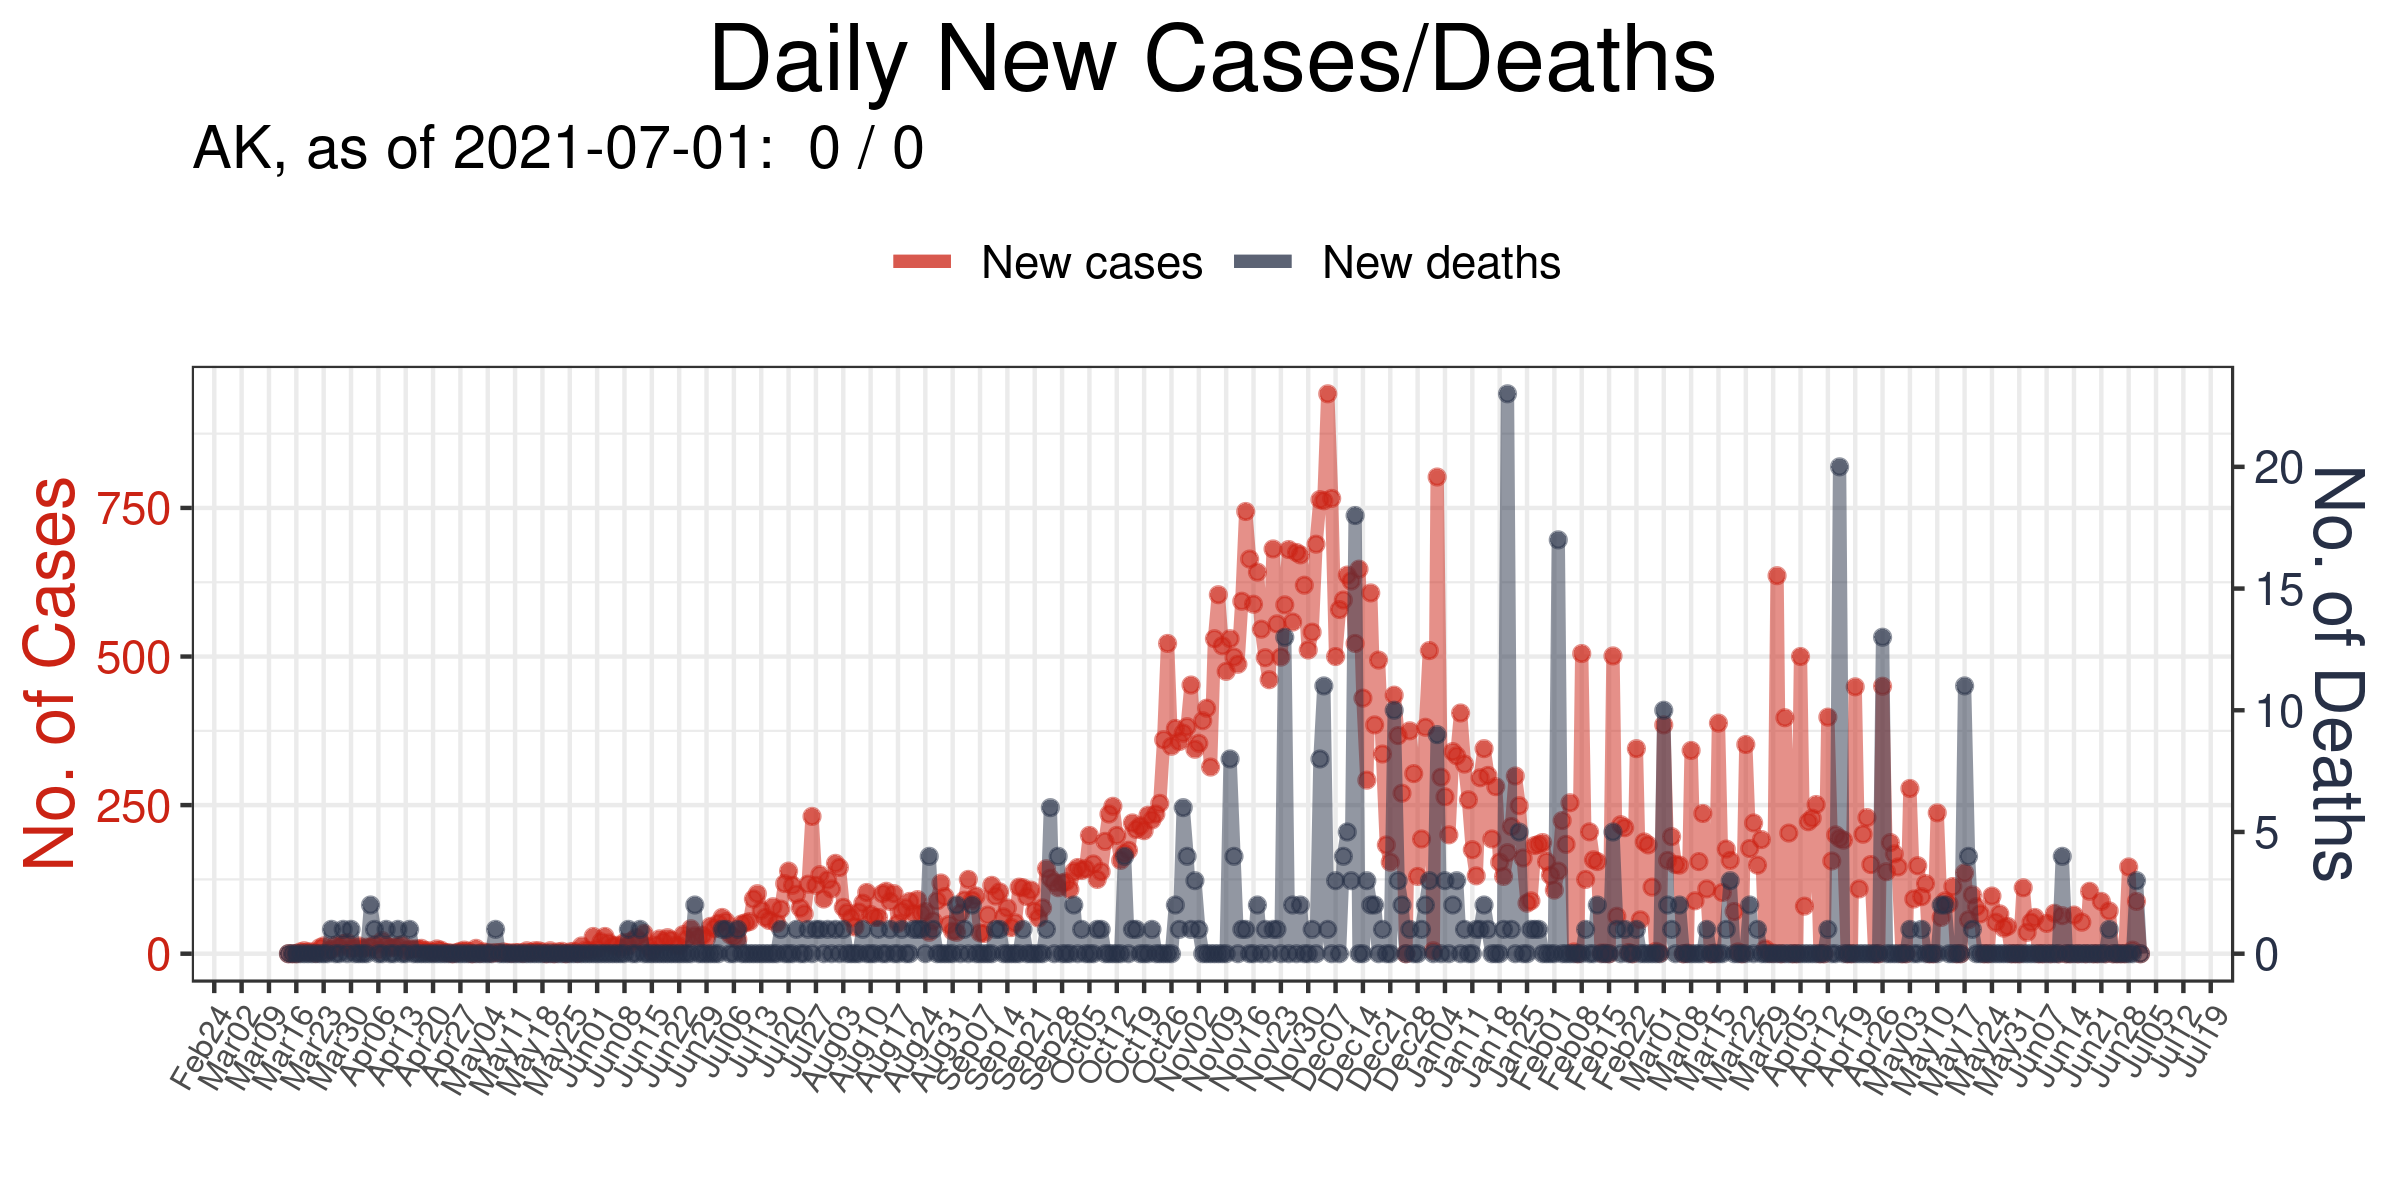 Daily New Cases/Deaths
AK, as of 2021-07-01:  0 / 0
New cases
New deaths
No. of Cases
750
500
250
0
20
15
10
5
0
No. of Deaths
Feb24
Mar02
Mar09
Mar16
Mar23
Mar30
Apr06
Apr13
Apr20
Apr27
May04
May11
May18
May25
Jun01
Jun08
Jun15
Jun22
Jun29
Jul06
Jul13
Jul20
Jul27
Aug03
Aug10
Aug17
Aug24
Aug31
Sep07
Sep14
Sep21
Sep28
Oct05
Oct12
Oct19
Oct26
Nov02
Nov09
Nov16
Nov23
Nov30
Dec07
Dec14
Dec21
Dec28
Jan04
Jan11
Jan18
Jan25
Feb01
Feb08
Feb15
Feb22
Mar01
Mar08
Mar15
Mar22
Mar29
Apr05
Apr12
Apr19
Apr26
May03
May10
May17
May24
May31
Jun07
Jun14
Jun21
Jun28
Jul05
Jul12
Jul19